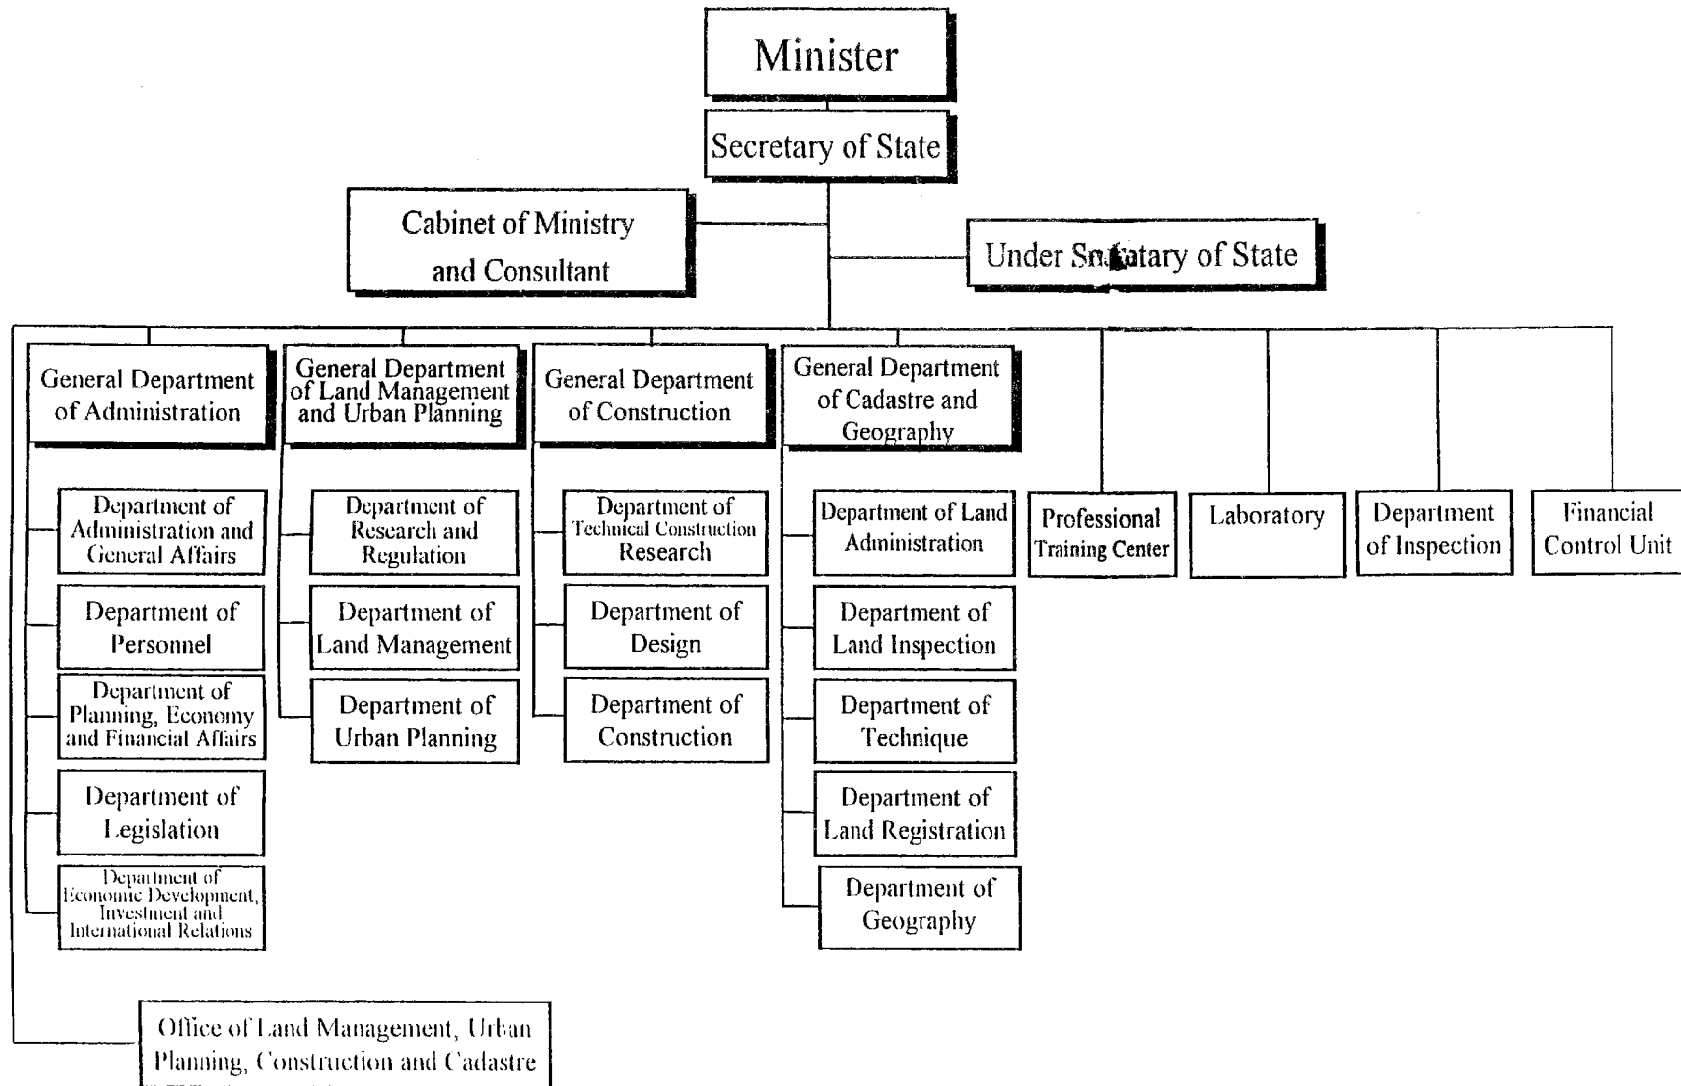 Minister
Secretary of State
Cabinet of Ministry
and Consultant
Under of State
General Department
of Administration
General Department
of Land Management
and Urban Planning
General Department
of Construction
General Department
of Cadastre and
Geography
Department of
Administration and
General Affairs
Department of
Personnel
Department of
Planning, Economy
and Financial Affairs
Department of
Legislation
Department of
Economic Development,
Investment and
International Relations
Department of
Research and
Regulation
Department of
Land Management
Department of
Urban Planning
Department of
Technical Construction
Research
Department of
Design
Department of
Construction
Department of Land
Administration
Department of
Land Inspection
Department of
Technique
Department of
Land Registration
Department of
Geography
Professional
Training Center
Laboratory
Department
of Inspection
Financial
Control Unit
Office of Land Management, Urban
Planning, Construction and Cadastre